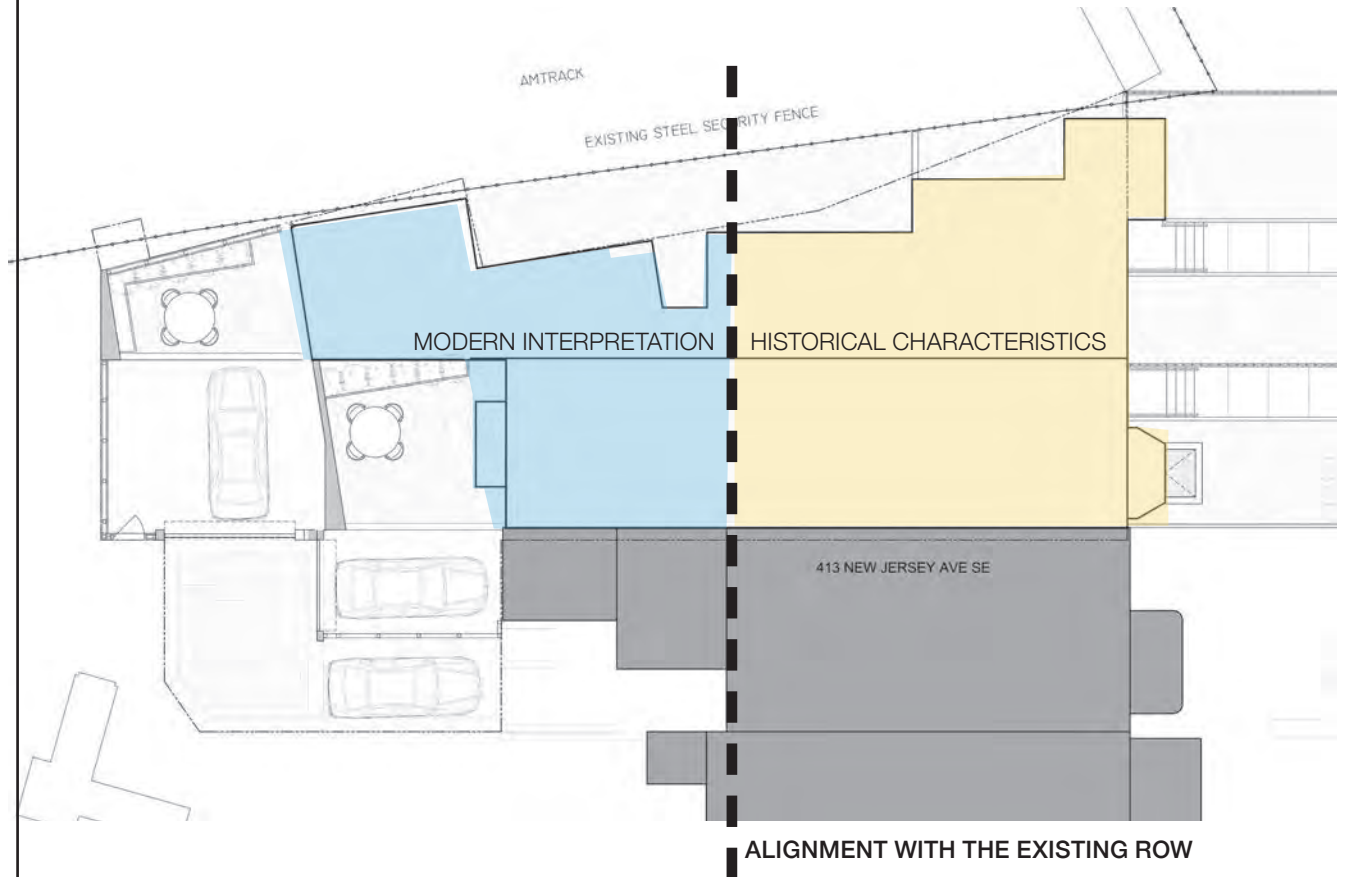 AMTRACK
EXISTING STEEL SECURITY FENCE
MODERN INTERPRETATION
HISTORICAL CHARACTERISTICS
413 NEW JERSEY AVE SE
ALIGNMENT WITH THE EXISTING ROW